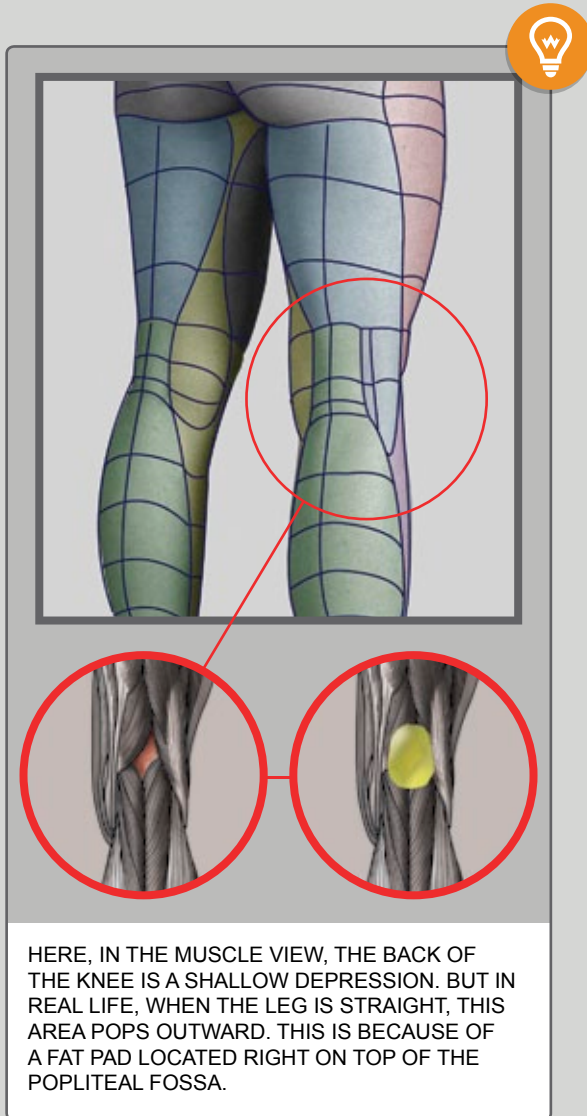 HERE, IN THE MUSCLE VIEW, THE BACK OF
THE KNEE IS A SHALLOW DEPRESSION. BUT IN
REAL LIFE, WHEN THE LEG IS STRAIGHT, THIS
AREA POPS OUTWARD. THIS IS BECAUSE OF
A FAT PAD LOCATED RIGHT ON TOP OF THE
POPLITEAL FOSSA.